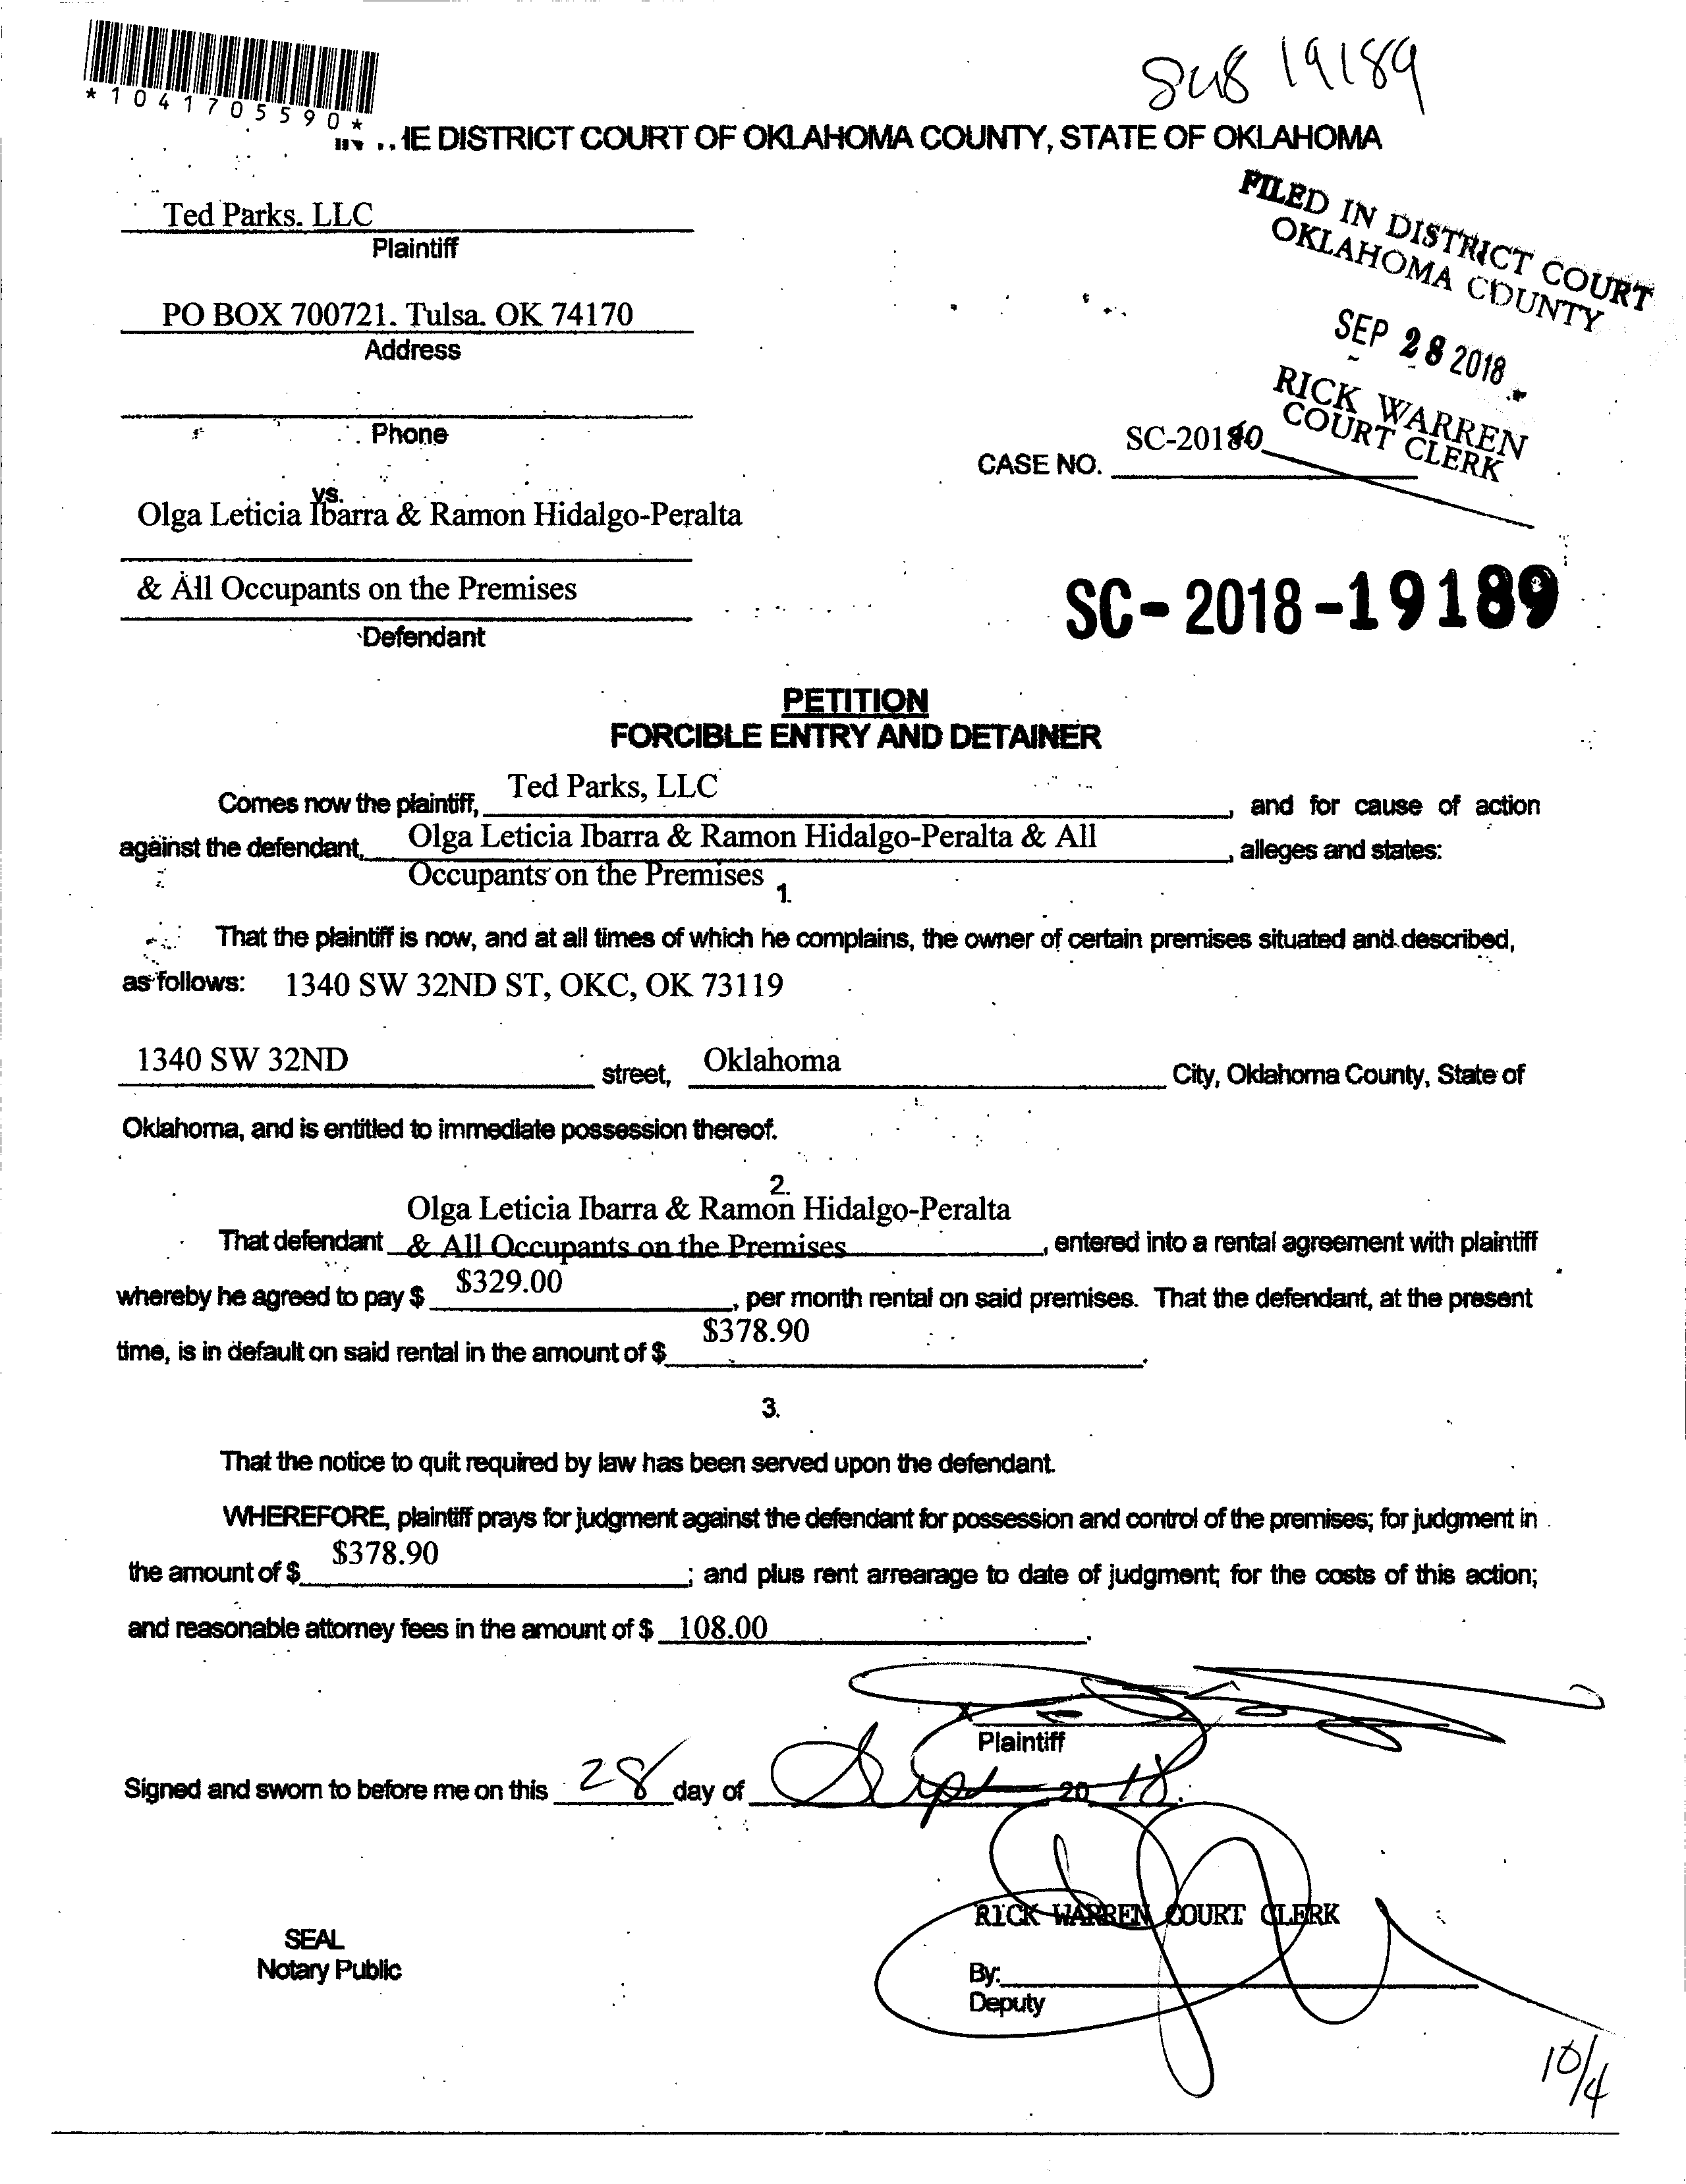 *1041705590*
SUB 19189
DISTRICT COURT OF OKLAHOMA COUNTY, STATE OF OKLAHOMA
FILED IN DISTRICT COURT
OKLAHOMA COUNTY
SEP 28 2018
RICK WARREN
COURT CLERK
Ted Parks, LLC
Plaintiff
PO BOX 700721, Tulsa, OK 74170
Address
Phone
CASE NO.
vs.
Olga Leticia Ibarra & Ramon Hidalgo-Peralta
& All Occupants on the Premises
Defendant
SC-2018-19189
PETITION
FORCIBLE ENTRY AND DETAINER
Comes now the plaintiff, Ted Parks, LLC, and for cause of action
against the defendant, Olga Leticia Ibarra & Ramon Hidalgo-Peralta & All, alleges and states:
Occupants on the Premises
1.
That the plaintiff is now, and at all times of which he complains, the owner of certain premises situated and described,
as follows: 1340 SW 32ND ST, OKC, OK 73119
1340 SW 32ND street, Oklahoma City, Oklahoma County, State of
Oklahoma, and is entitled to immediate possession thereof.
2.
Olga Leticia Ibarra & Ramon Hidalgo-Peralta
That defendant & All Occupants on the Premises, entered into a rental agreement with plaintiff
whereby he agreed to pay $ $329.00, per month rental on said premises. That the defendant, at the present
time, is in default on said rental in the amount of $ $378.90.
3.
That the notice to quit required by law has been served upon the defendant.
WHEREFORE, plaintiff prays for judgment against the defendant for possession and control of the premises; for judgment in
the amount of $ $378.90; and plus rent arrearage to date of judgment; for the costs of this action;
and reasonable attorney fees in the amount of $ 108.00.
X
Plaintiff
Signed and sworn to before me on this 28 day of Sept 20 18.
RICK WARREN COURT CLERK
SEAL
Notary Public
By:
Deputy
10/4